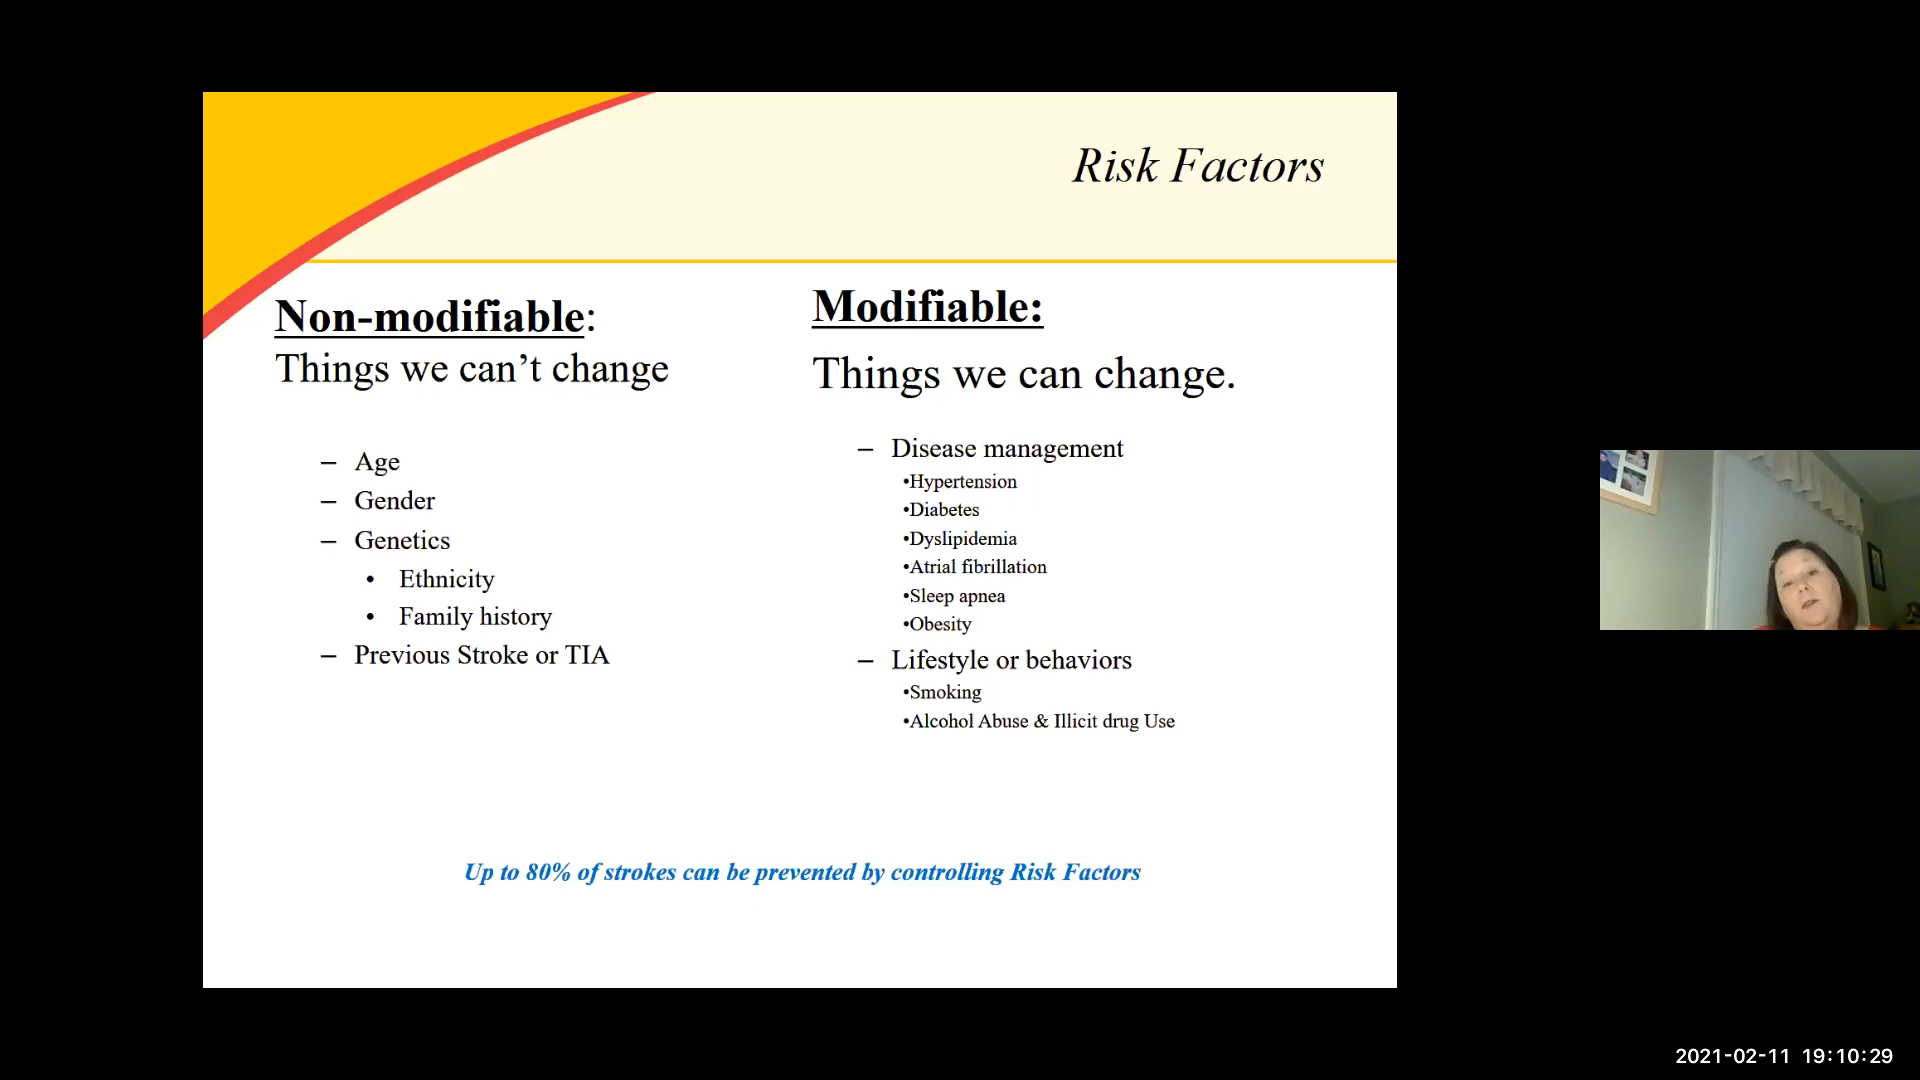 Risk Factors
Non-modifiable:
Things we can’t change
– Age
– Gender
– Genetics
• Ethnicity
• Family history
– Previous Stroke or TIA
Modifiable:
Things we can change.
– Disease management
•Hypertension
•Diabetes
•Dyslipidemia
•Atrial fibrillation
•Sleep apnea
•Obesity
– Lifestyle or behaviors
•Smoking
•Alcohol Abuse & Illicit drug Use
Up to 80% of strokes can be prevented by controlling Risk Factors
2021-02-11 19:10:29